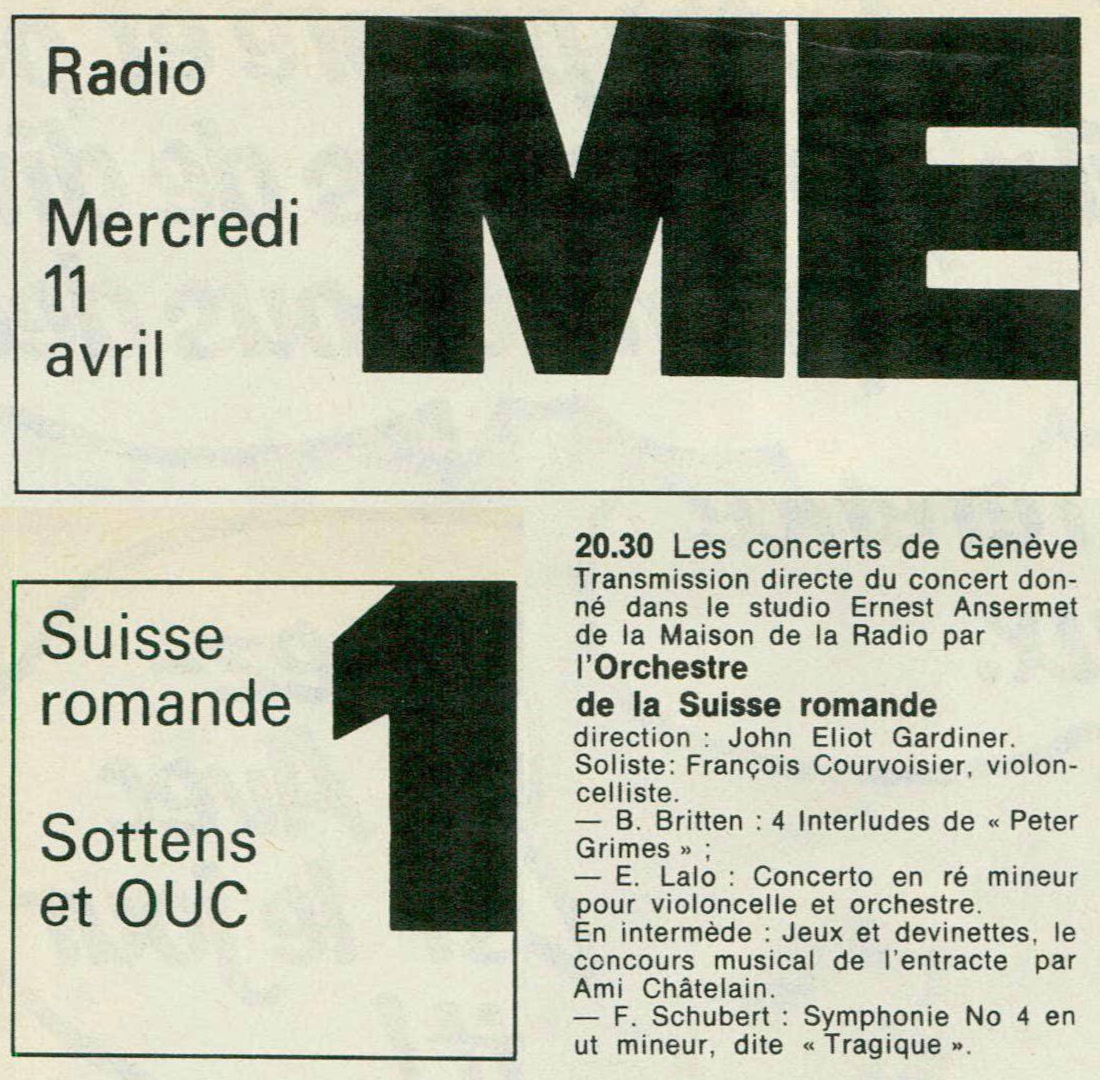 Radio
Mercredi
11
avril
ME
Suisse
romande
1
Sottens
et OUC
20.30 Les concerts de Genève
Transmission directe du concert don-
né dans le studio Ernest Ansermet
de la Maison de la Radio par
l'Orchestre
de la Suisse romande
direction : John Eliot Gardiner.
Soliste: François Courvoisier, violon-
celliste.
— B. Britten : 4 Interludes de « Peter
Grimes » ;
— E. Lalo : Concerto en ré mineur
pour violoncelle et orchestre.
En intermède : Jeux et devinettes, le
concours musical de l'entracte par
Ami Châtelain.
— F. Schubert : Symphonie No 4 en
ut mineur, dite « Tragique ».